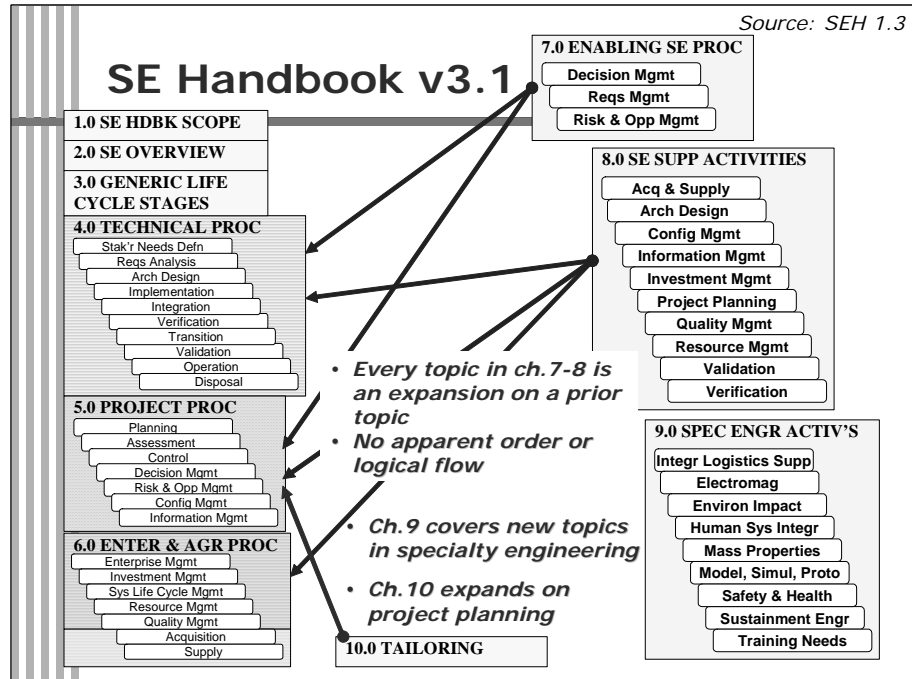 Source: SEH 1.3
SE Handbook v3.1
1.0 SE HDBK SCOPE
2.0 SE OVERVIEW
3.0 GENERIC LIFE
CYCLE STAGES
4.0 TECHNICAL PROC
Stak'r Needs Defn
Reqs Analysis
Arch Design
Implementation
Integration
Verification
Transition
Validation
Operation
Disposal
5.0 PROJECT PROC
Planning
Assessment
Control
Decision Mgmt
Risk & Opp Mgmt
Config Mgmt
Information Mgmt
6.0 ENTER & AGR PROC
Enterprise Mgmt
Investment Mgmt
Sys Life Cycle Mgmt
Resource Mgmt
Quality Mgmt
Acquisition
Supply
7.0 ENABLING SE PROC
Decision Mgmt
Reqs Mgmt
Risk & Opp Mgmt
8.0 SE SUPP ACTIVITIES
Acq & Supply
Arch Design
Config Mgmt
Information Mgmt
Investment Mgmt
Project Planning
Quality Mgmt
Resource Mgmt
Validation
Verification
• Every topic in ch.7-8 is
an expansion on a prior
topic
• No apparent order or
logical flow
• Ch.9 covers new topics
in specialty engineering
• Ch.10 expands on
project planning
9.0 SPEC ENGR ACTIV'S
Integr Logistics Supp
Electromag
Environ Impact
Human Sys Integr
Mass Properties
Model, Simul, Proto
Safety & Health
Sustainment Engr
Training Needs
10.0 TAILORING